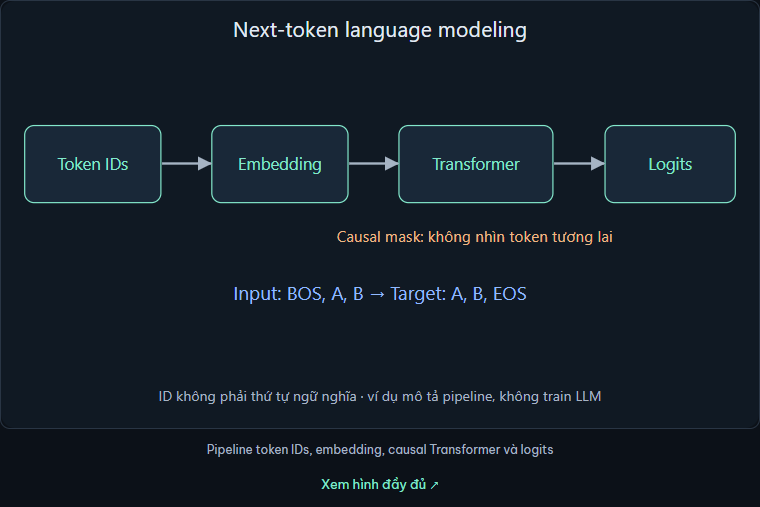 Next-token language modeling
Token IDs
Embedding
Transformer
Logits
Causal mask: không nhìn token tương lai
Input: BOS, A, B → Target: A, B, EOS
ID không phải thứ tự ngữ nghĩa · ví dụ mô tả pipeline, không train LLM
Pipeline token IDs, embedding, causal Transformer và logits
Xem hình đầy đủ ↗